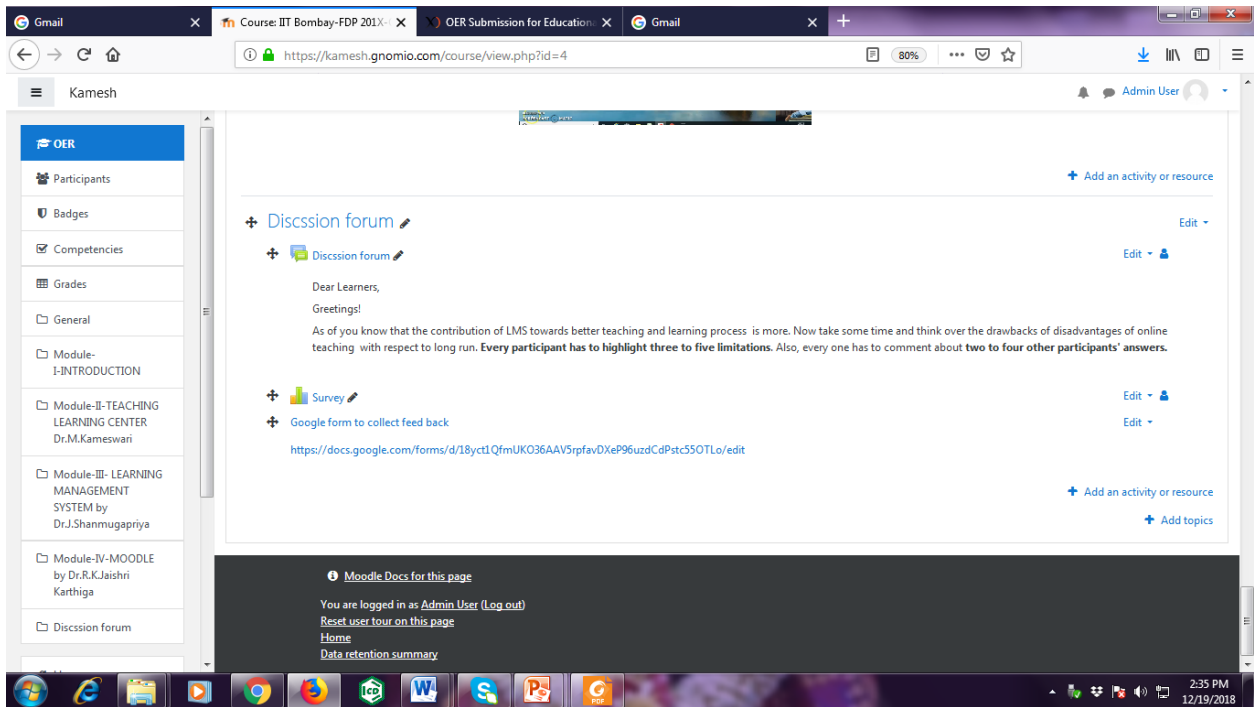 Gmail
Course: IIT Bombay-FDP 201X-
OER Submission for Education
Gmail
https://kamesh.gnomio.com/course/view.php?id=4
80%
Kamesh
Admin User
OER
Participants
Badges
Competencies
Grades
General
Module-
I-INTRODUCTION
Module-II-TEACHING
LEARNING CENTER
Dr.M.Kameswari
Module-III- LEARNING
MANAGEMENT
SYSTEM by
Dr.J.Shanmugapriya
Module-IV-MOODLE
by Dr.R.K.Jaishri
Karthiga
Discssion forum
Add an activity or resource
Discssion forum
Edit
Discssion forum
Edit
Dear Learners,
Greetings!
As of you know that the contribution of LMS towards better teaching and learning process is more. Now take some time and think over the drawbacks of disadvantages of online
teaching with respect to long run. Every participant has to highlight three to five limitations. Also, every one has to comment about two to four other participants' answers.
Survey
Edit
Google form to collect feed back
Edit
https://docs.google.com/forms/d/18yct1QfmUKO36AAV5rpfavDXeP96uzdCdPstc55OTLo/edit
Add an activity or resource
Add topics
Moodle Docs for this page
You are logged in as Admin User (Log out)
Reset user tour on this page
Home
Data retention summary
2:35 PM
12/19/2018